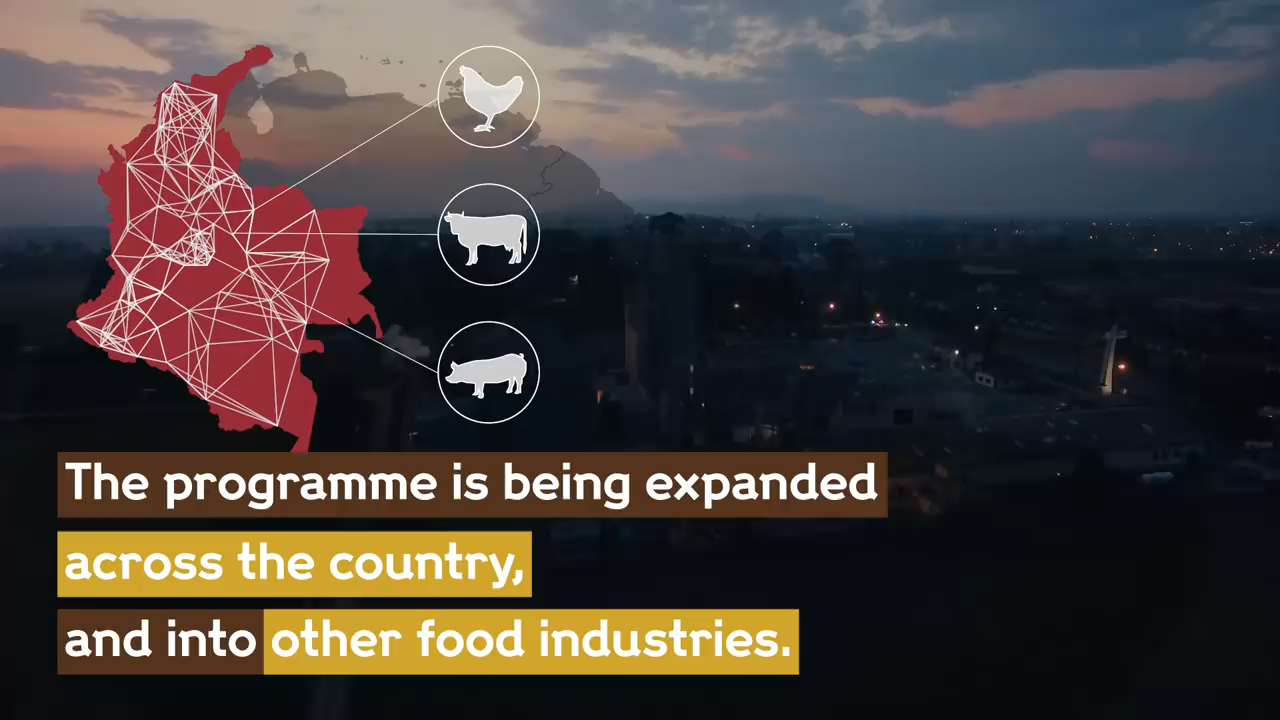 The programme is being expanded
across the country,
and into other food industries.